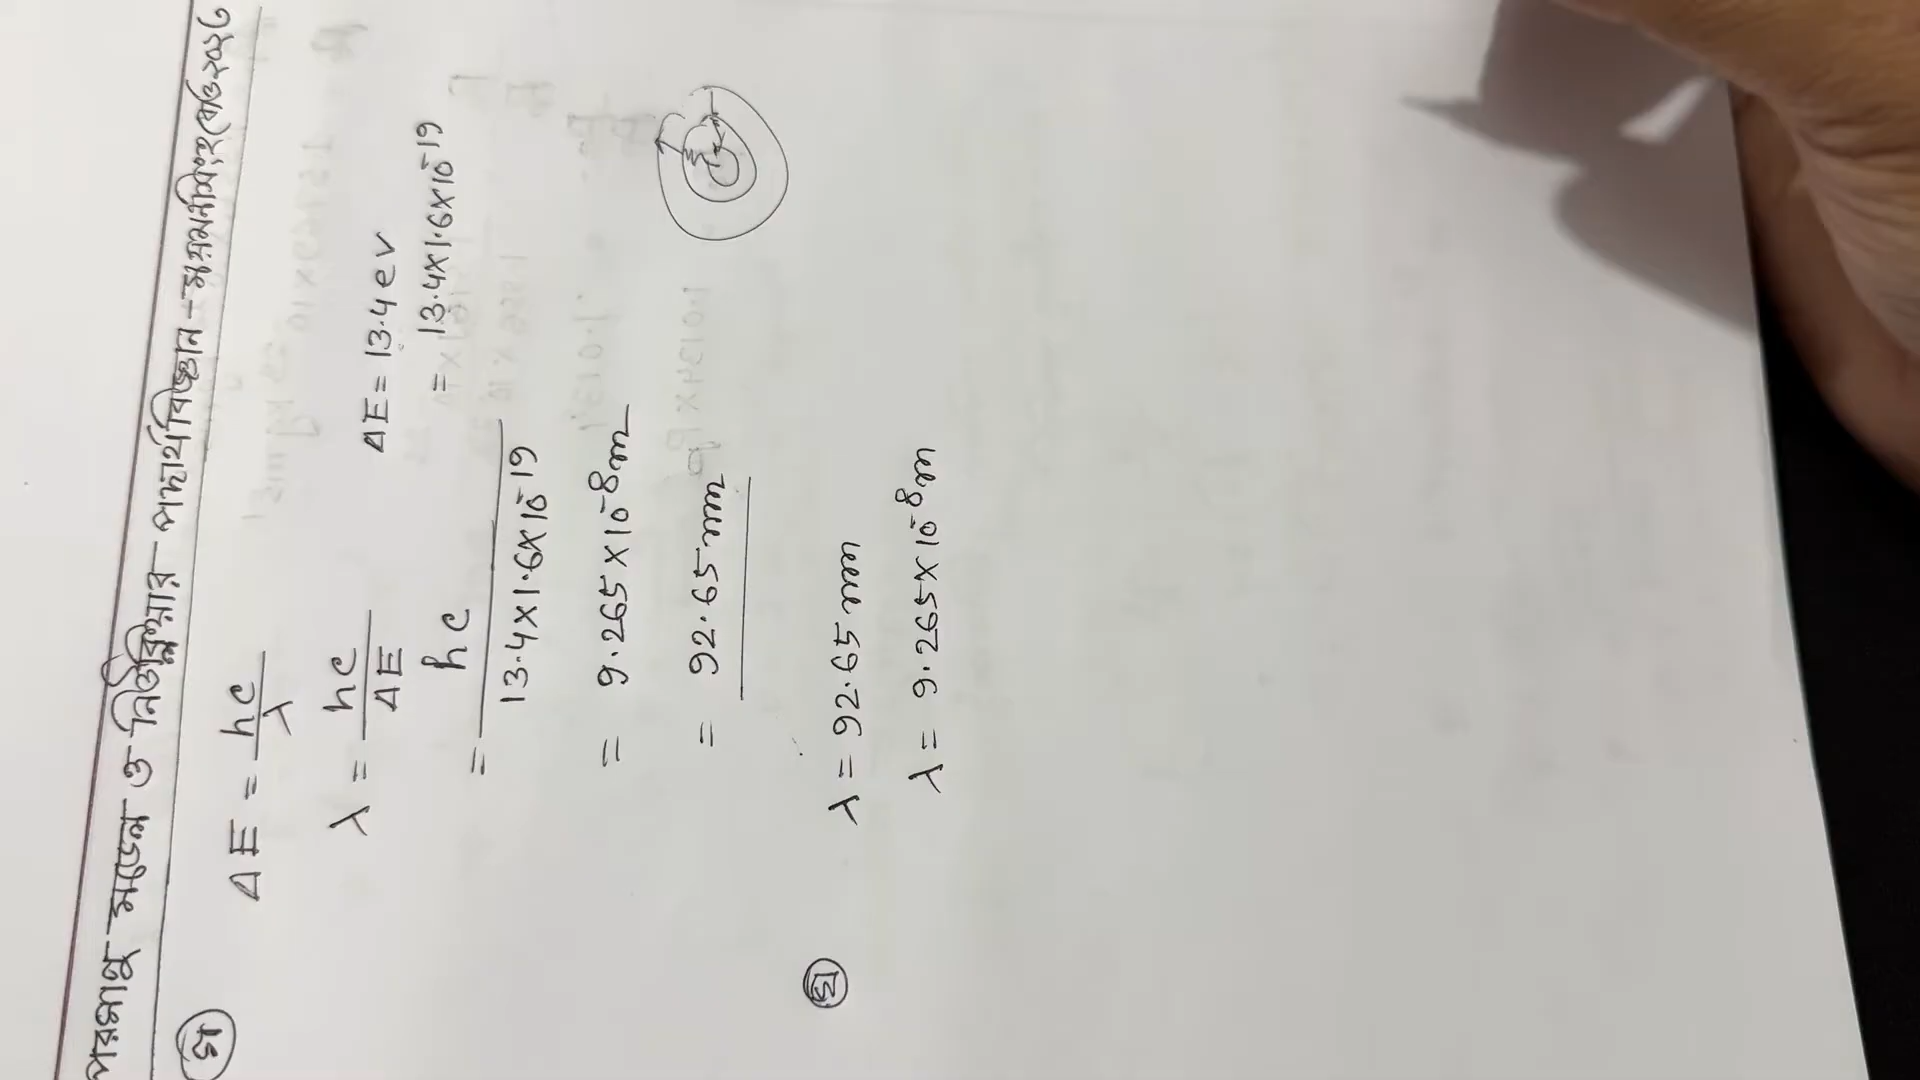 পরমাণু মডেল ও নিউক্লিয়ার - পদার্থবিজ্ঞান -
গ
ΔE = hc/λ
λ = hc/ΔE
ΔE = 13.4 ev
= 13.4×1.6×10^-19
= hc/13.4×1.6×10^-19
= 9.265×10^-8 m
= 92.65 nm
ঘ
λ = 92.65 nm
λ = 9.265×10^-8 m